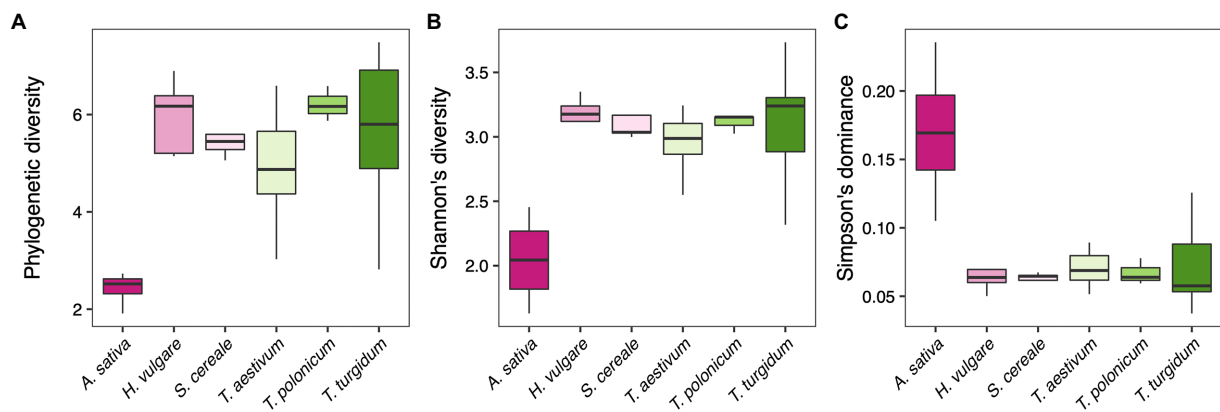 A
Phylogenetic diversity
6
4
2
A. sativa
H. vulgare
S. cereale
T. aestivum
T. polonicum
T. turgidum
B
Shannon's diversity
3.5
3.0
2.5
2.0
A. sativa
H. vulgare
S. cereale
T. aestivum
T. polonicum
T. turgidum
C
Simpson's dominance
0.20
0.15
0.10
0.05
A. sativa
H. vulgare
S. cereale
T. aestivum
T. polonicum
T. turgidum